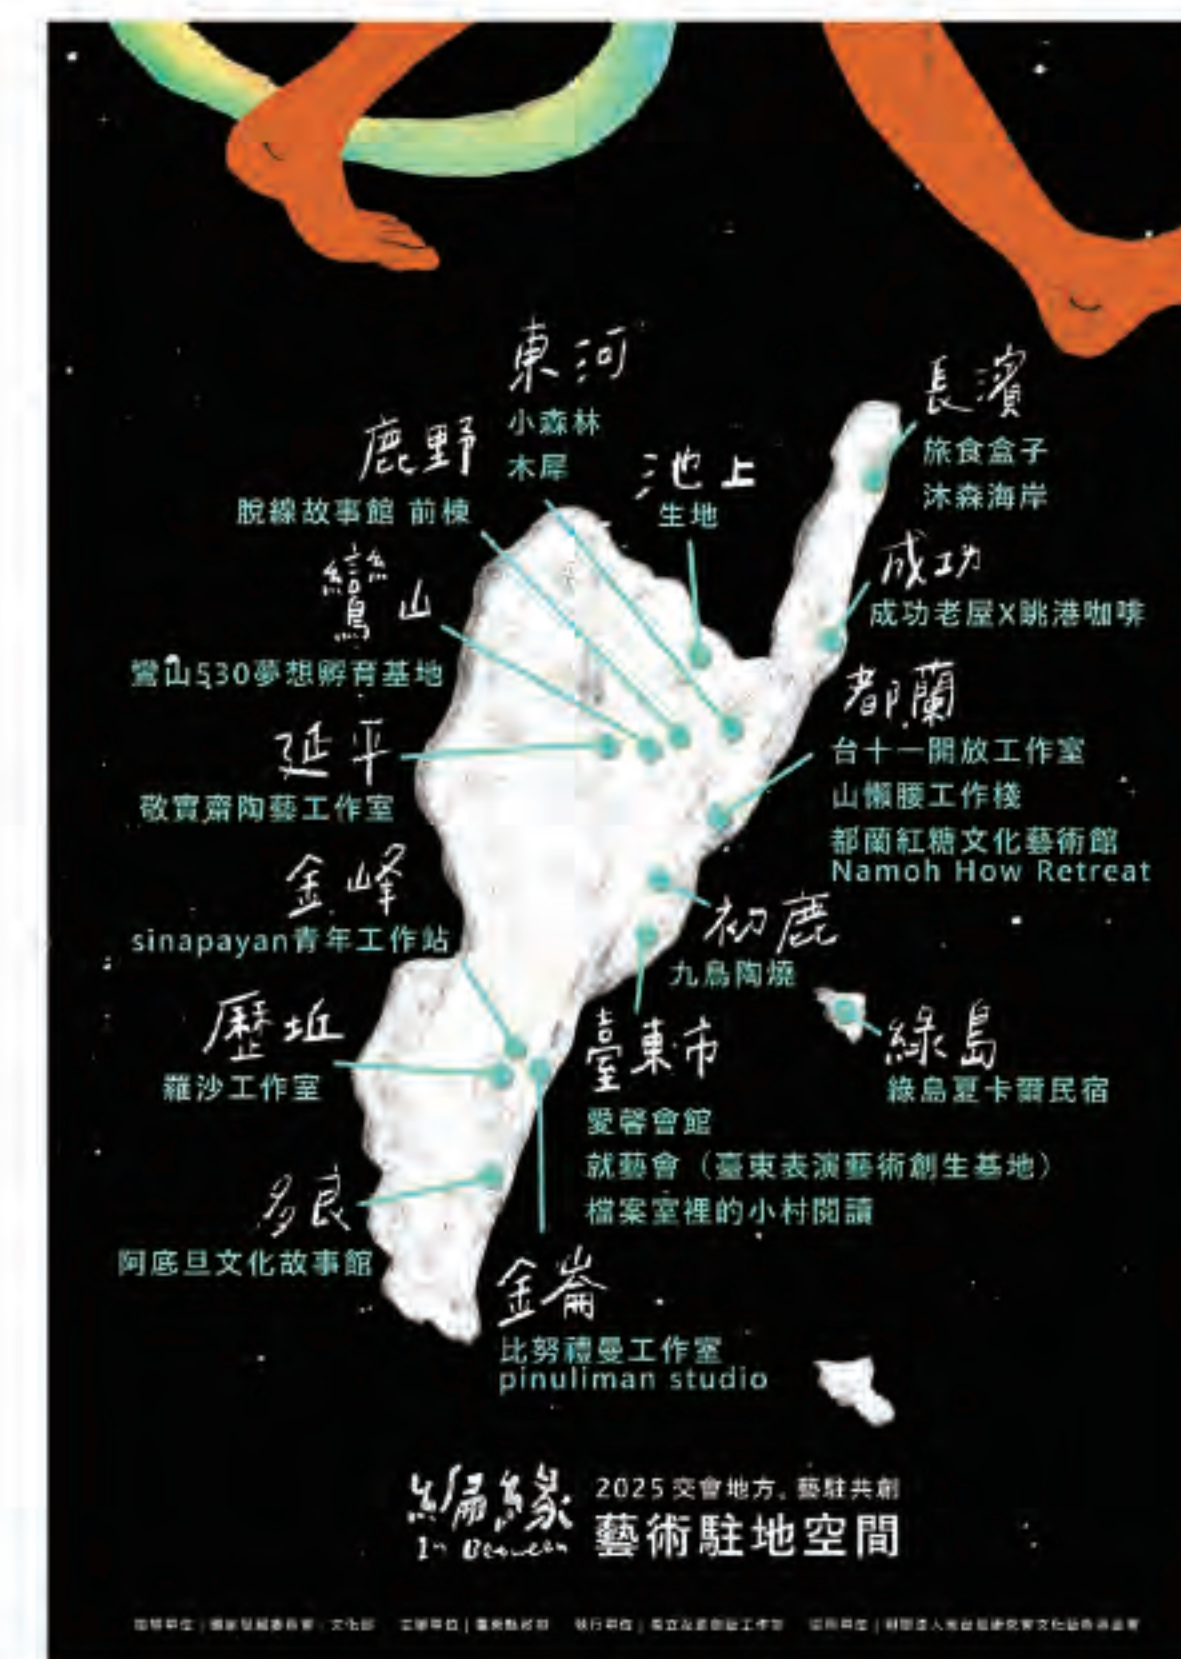 東河
小森林
木犀
長濱
旅食盒子
沐森海岸
鹿野
脫線故事館 前棟
池上
生地
鸞山
鸞山530夢想孵育基地
成功
成功老屋X眺港咖啡
都蘭
台十一開放工作室
山懶腰工作棧
都蘭紅糖文化藝術館
Namoh How Retreat
延平
敬實齋陶藝工作室
金峰
sinapayan青年工作站
初鹿
九鳥陶燒
歷坵
羅沙工作室
臺東市
愛馨會館
就藝會（臺東表演藝術創生基地）
檔案室裡的小村閱讀
綠島
綠島夏卡爾民宿
多良
阿底旦文化故事館
金崙
比努禮曼工作室
pinuliman studio
編緣
In Between
2025 交會地方。藝駐共創
藝術駐地空間